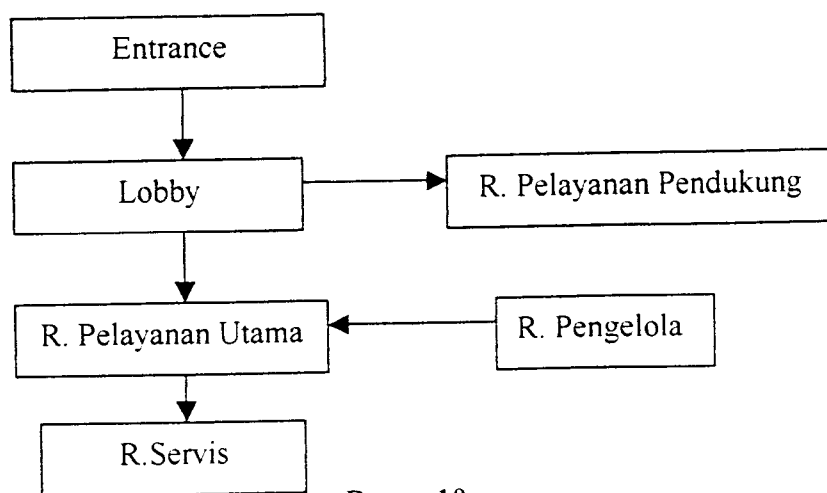 Entrance
Lobby
R. Pelayanan Pendukung
R. Pelayanan Utama
R. Pengelola
R.Servis